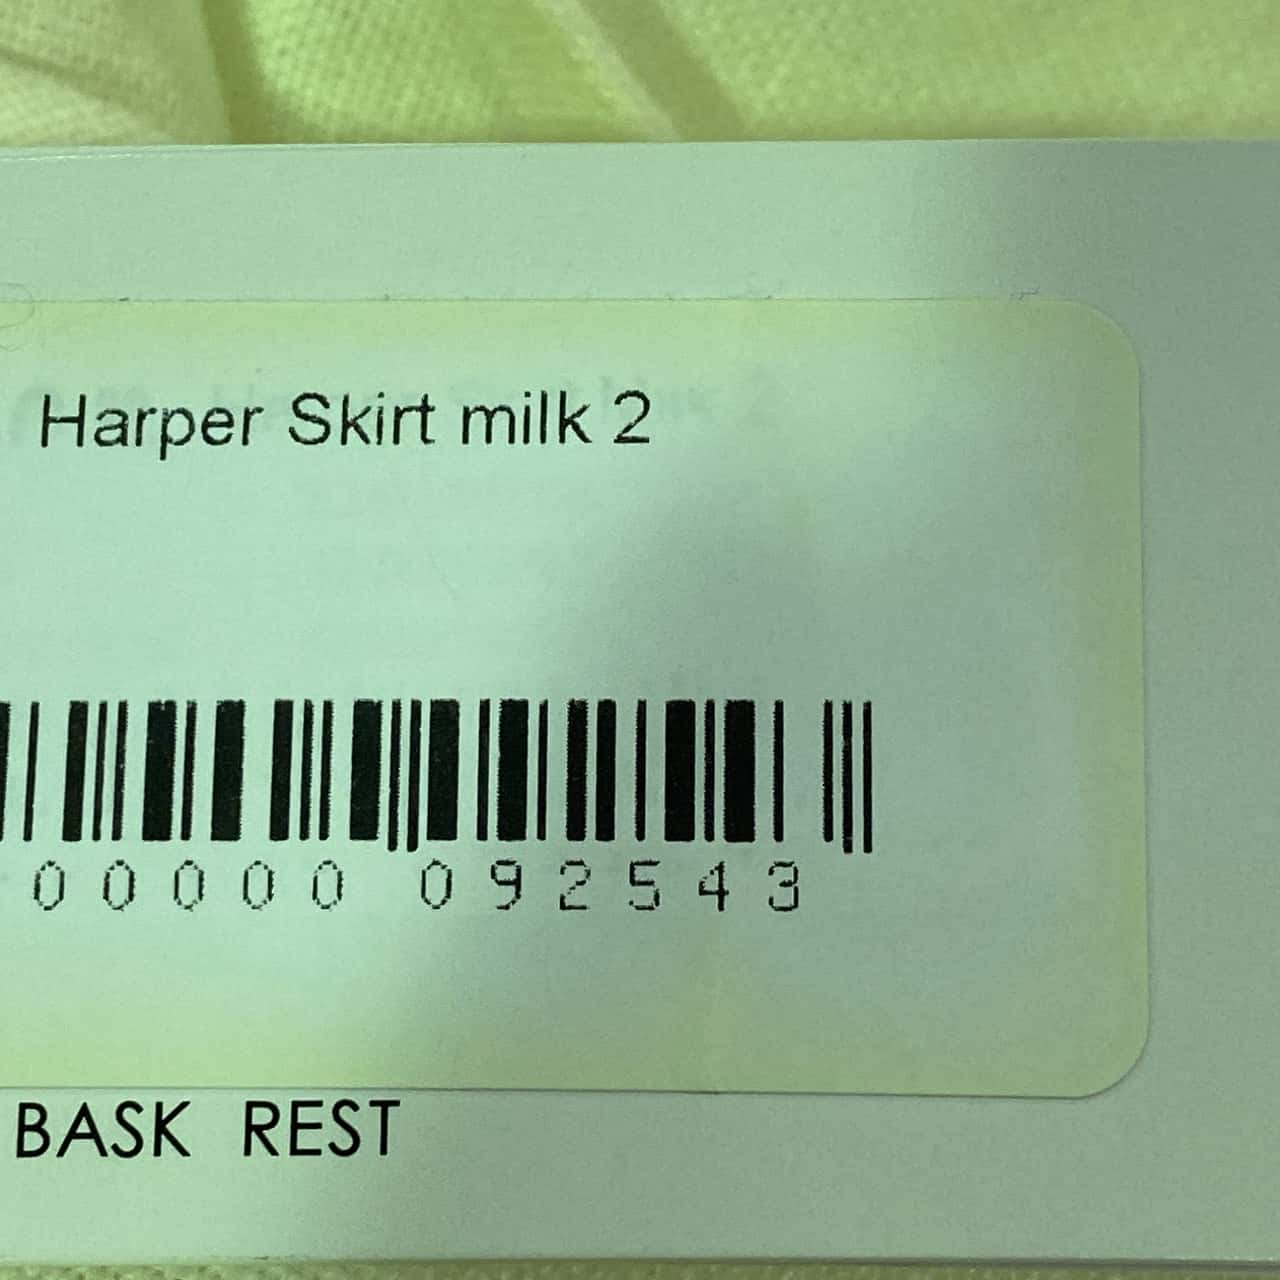 Harper Skirt milk 2
00000 092543
BASK REST